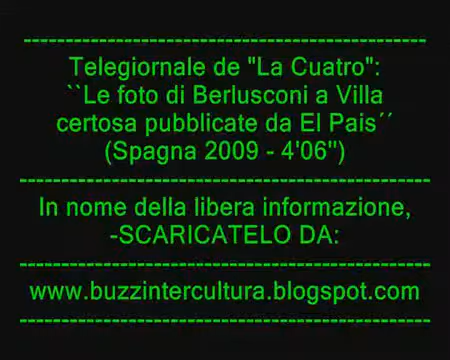 ------------------------------------------------
Telegiornale de "La Cuatro":
``Le foto di Berlusconi a Villa
certosa pubblicate da El Pais´´
(Spagna 2009 - 4'06'')
-------------------------------------------------
In nome della libera informazione,
-SCARICATELO DA:
-------------------------------------------------
www.buzzintercultura.blogspot.com
-------------------------------------------------